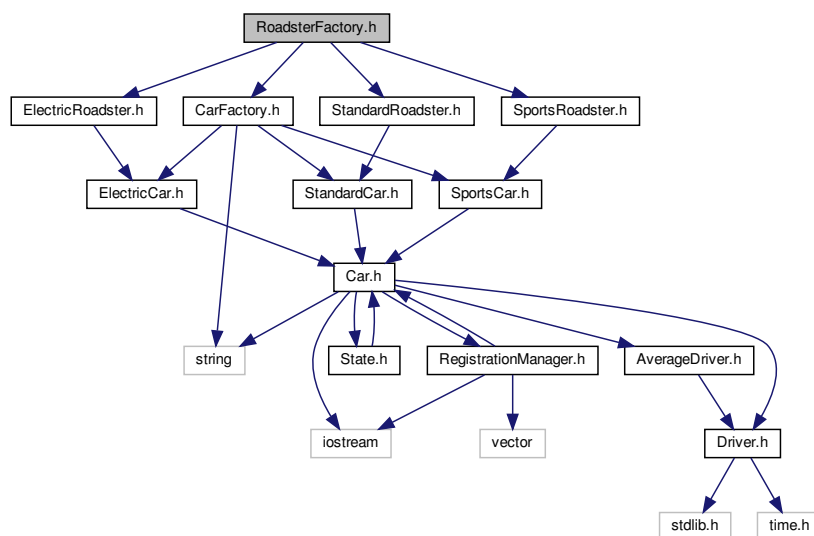 RoadsterFactory.h
ElectricRoadster.h
CarFactory.h
StandardRoadster.h
SportsRoadster.h
ElectricCar.h
StandardCar.h
SportsCar.h
Car.h
string
State.h
RegistrationManager.h
AverageDriver.h
iostream
vector
Driver.h
stdlib.h
time.h